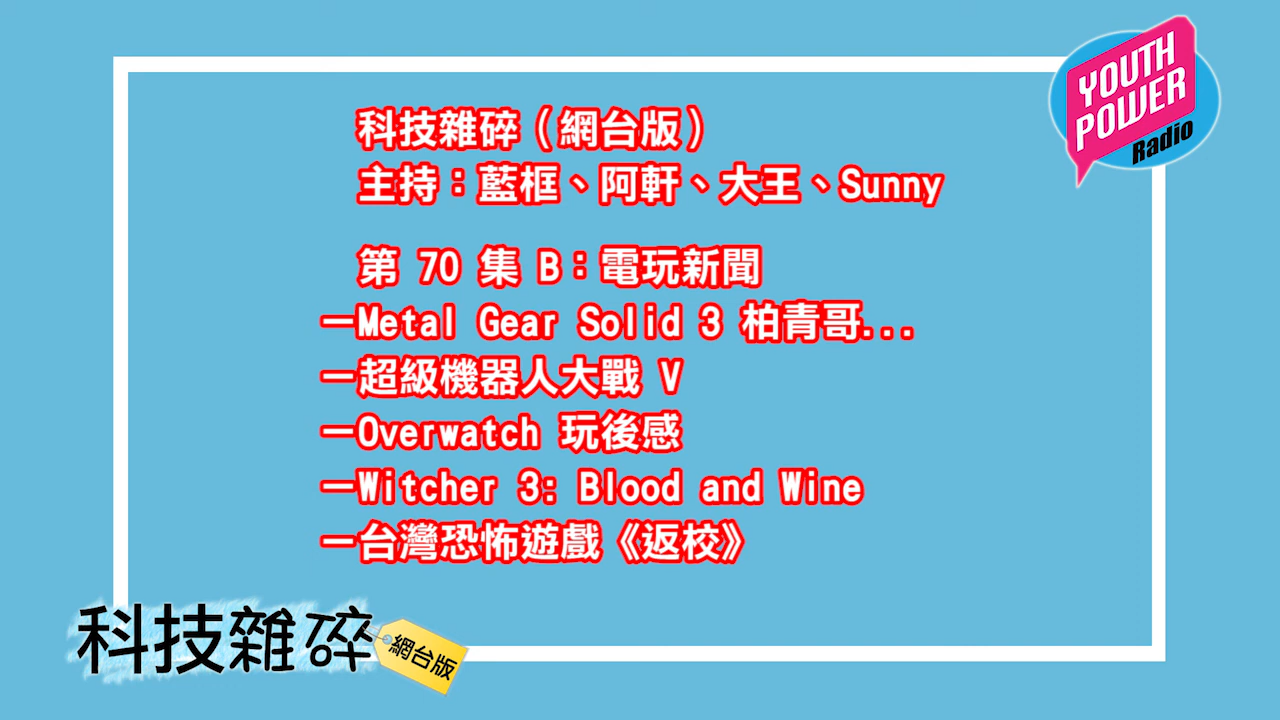 YOUTH
POWER
Radio
科技雜碎（網台版）
主持：藍框、阿軒、大王、Sunny
第 70 集 B：電玩新聞
－Metal Gear Solid 3 柏青哥...
－超級機器人大戰 V
－Overwatch 玩後感
－Witcher 3: Blood and Wine
－台灣恐怖遊戲《返校》
科技雜碎
網台版